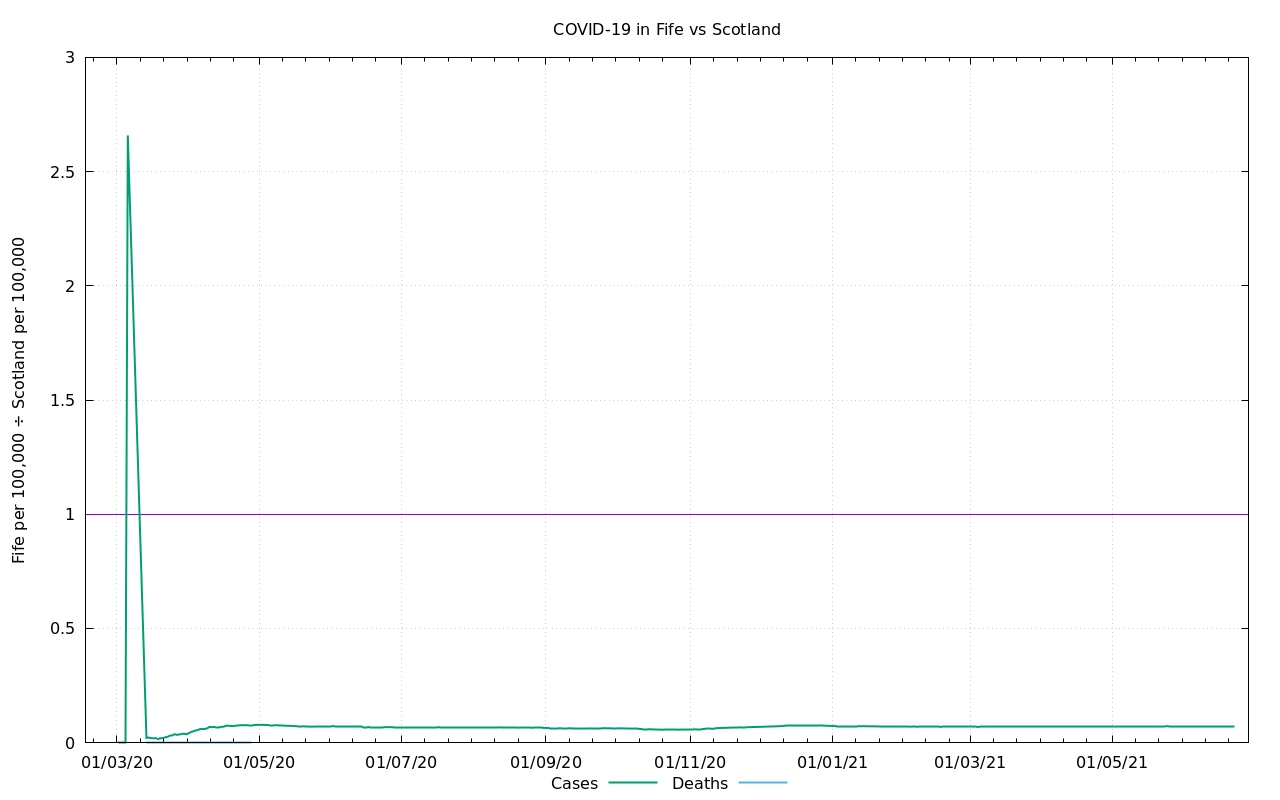 COVID-19 in Fife vs Scotland
Fife per 100,000 ÷ Scotland per 100,000
3
2.5
2
1.5
1
0.5
0
01/03/20 01/05/20 01/07/20 01/09/20 01/11/20 01/01/21 01/03/21 01/05/21
Cases Deaths